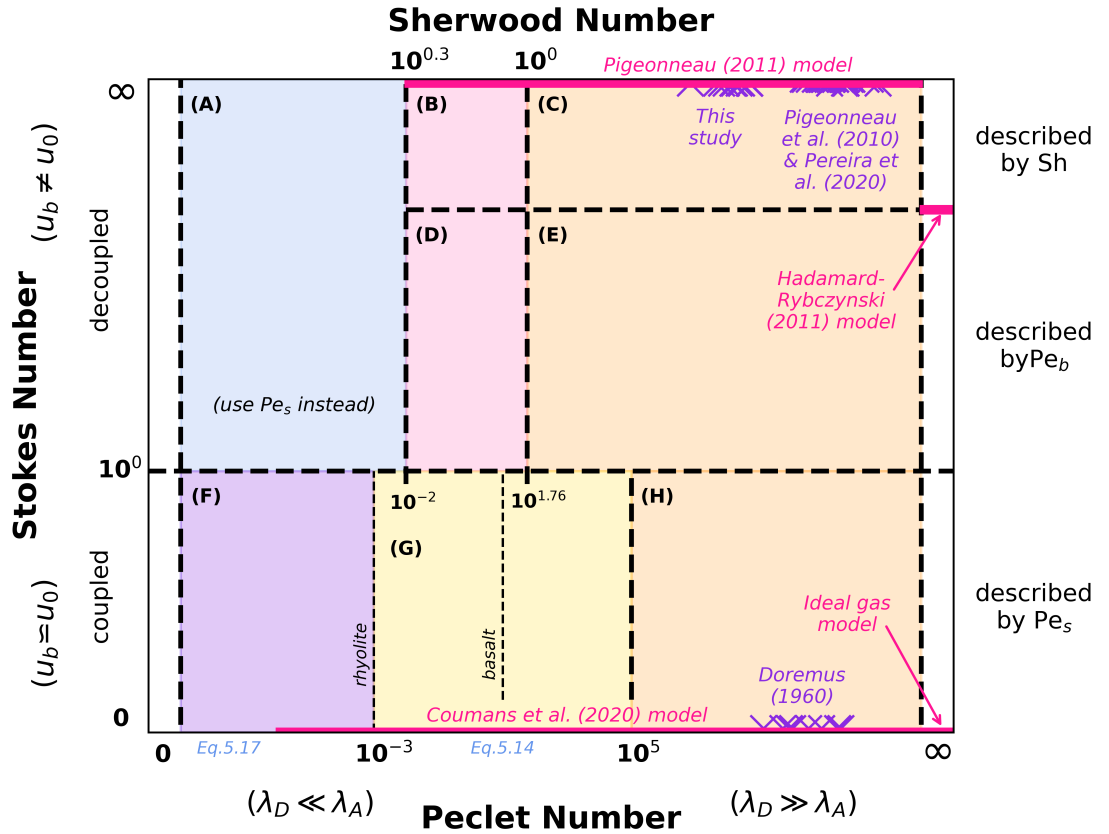 Sherwood Number
10^0.3 10^0
Pigeonneau (2011) model
∞
(A) (B) (C)
This
study
Pigeonneau
et al. (2010)
& Pereira et
al. (2020)
described
by Sh
(u_b ≠ u_0)
decoupled
(D) (E)
Hadamard-
Rybczynski
(2011) model
described
byPe_b
(use Pe_s instead)
Stokes Number
10^0
(F) 10^−2 10^1.76 (H)
(G)
(u_b≂u_0)
coupled
rhyolite
basalt
Ideal gas
model
described
by Pe_s
Doremus
(1960)
Coumans et al. (2020) model
0
0 Eq.5.17 10^−3 Eq.5.14 10^5 ∞
(λ_D ≪ λ_A) (λ_D ≫ λ_A)
Peclet Number